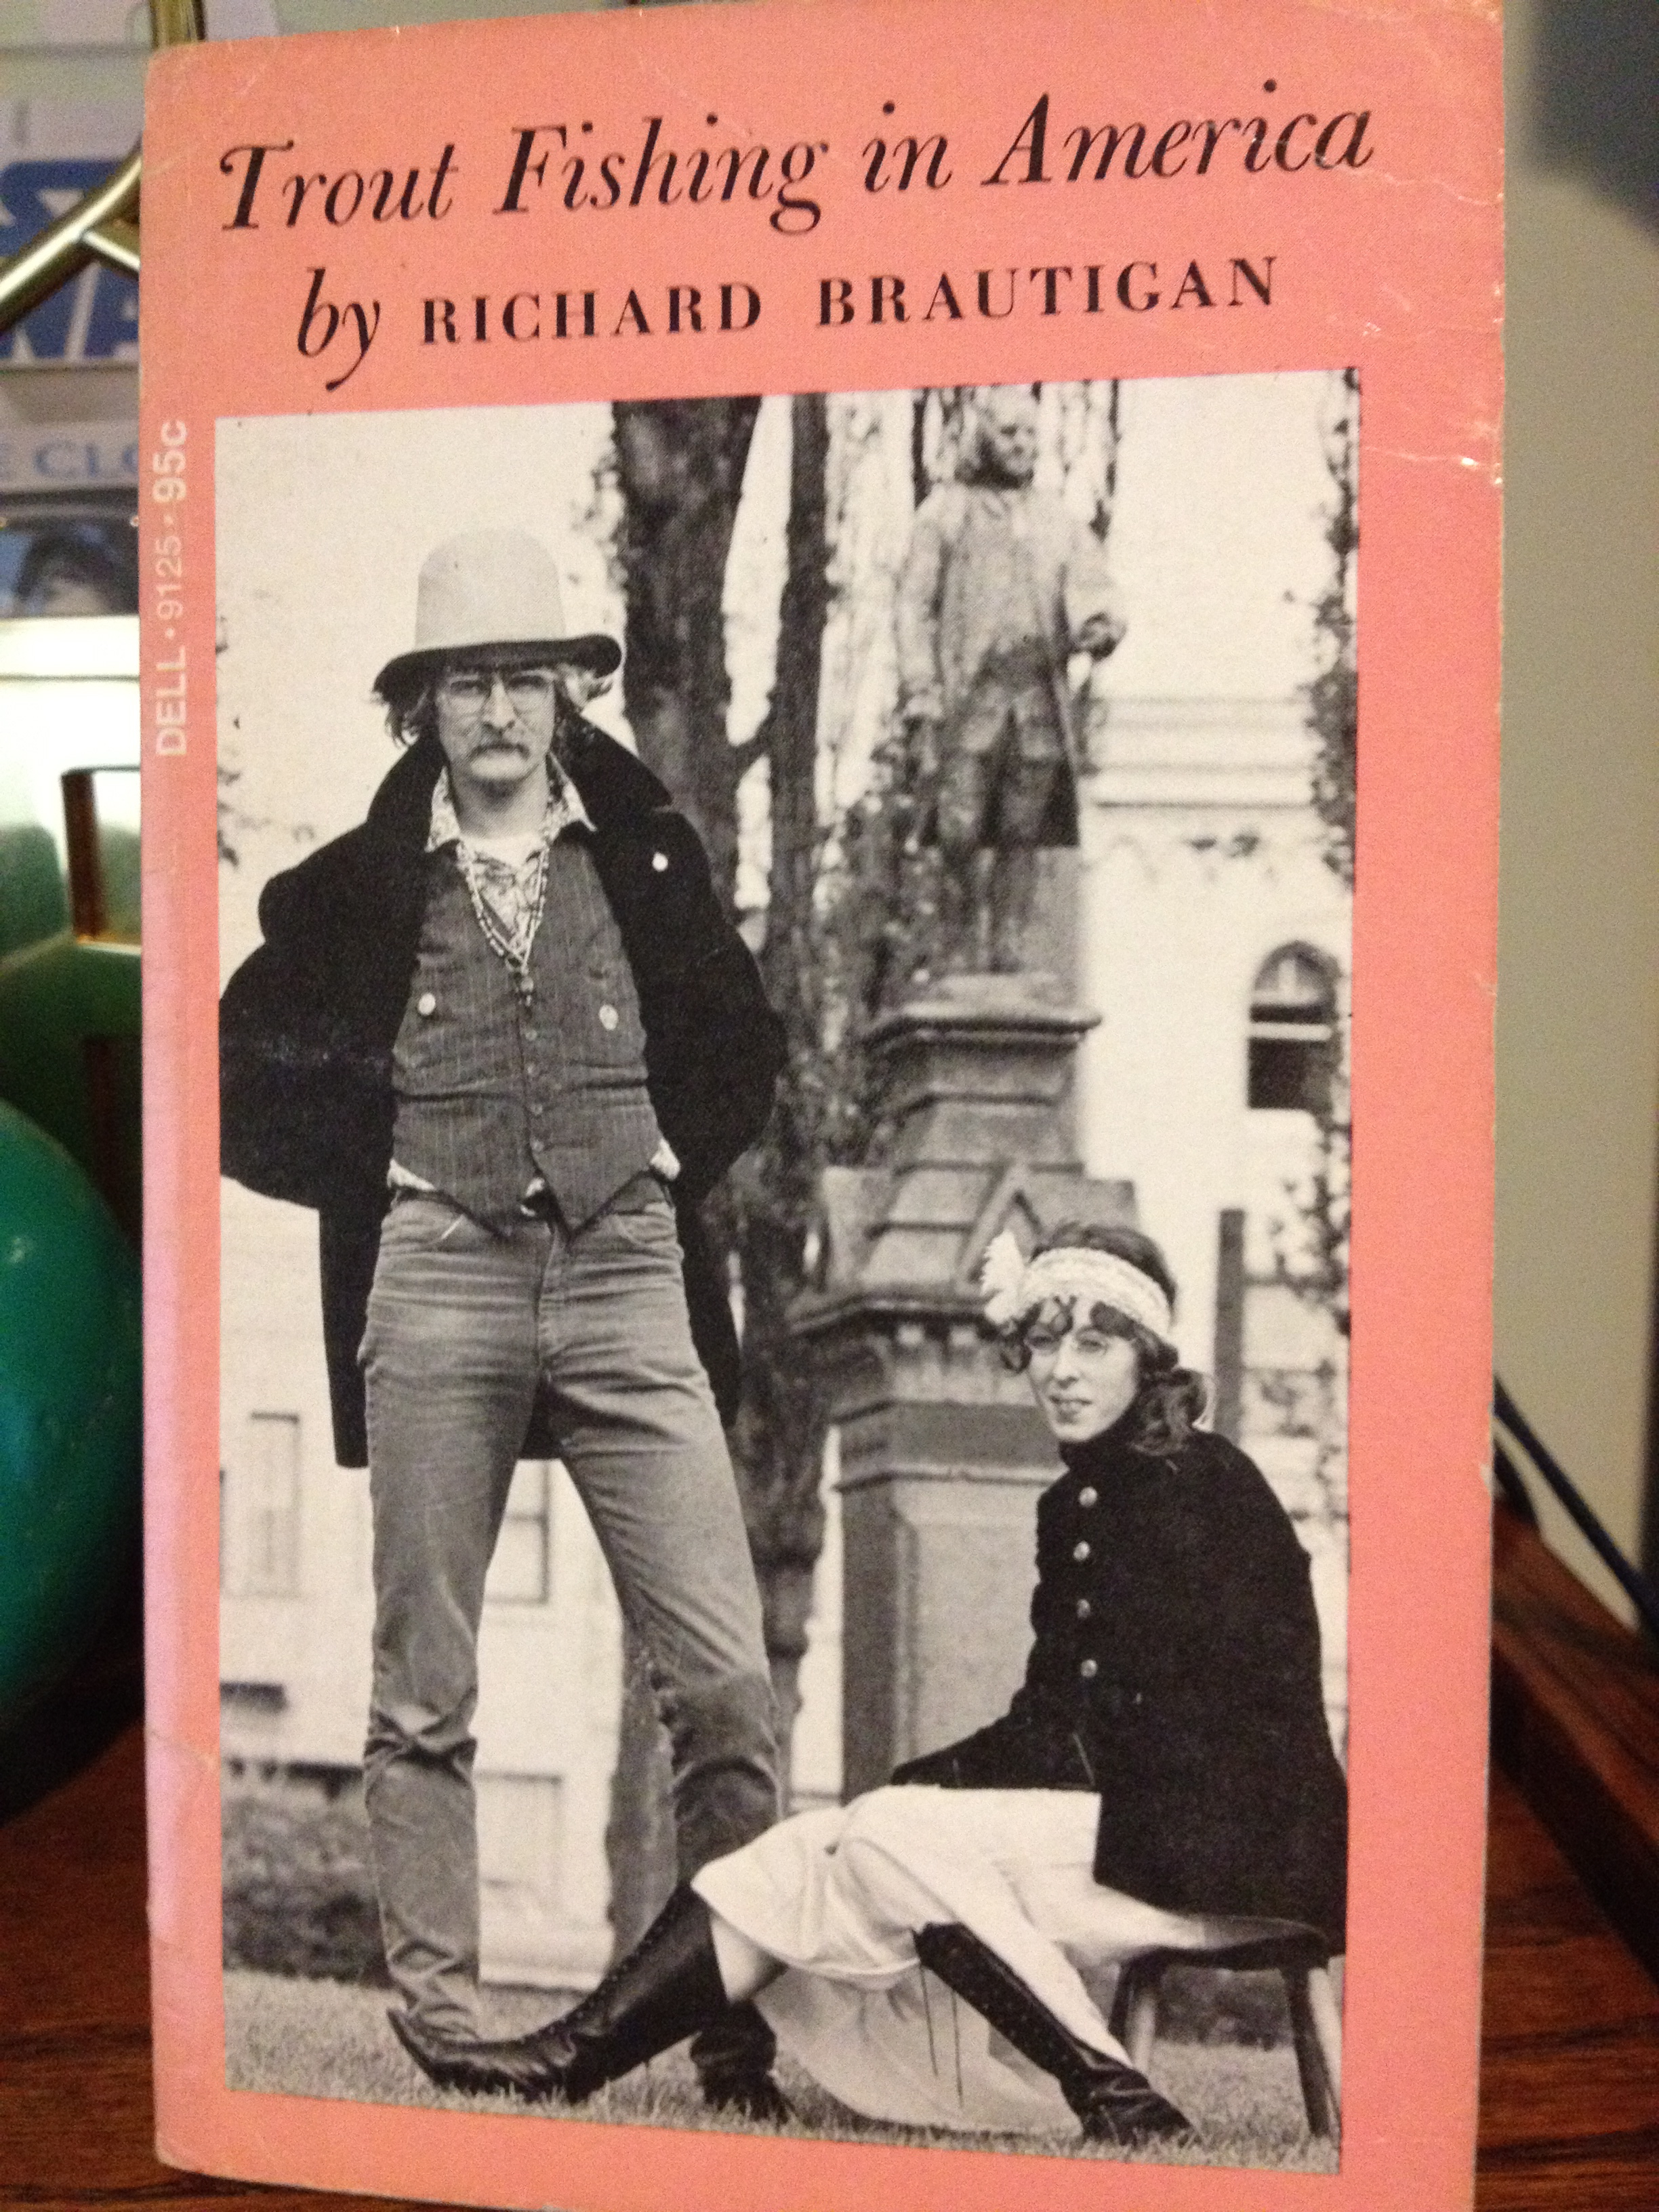 Trout Fishing in America
by RICHARD BRAUTIGAN
DELL • 9125 • 95c